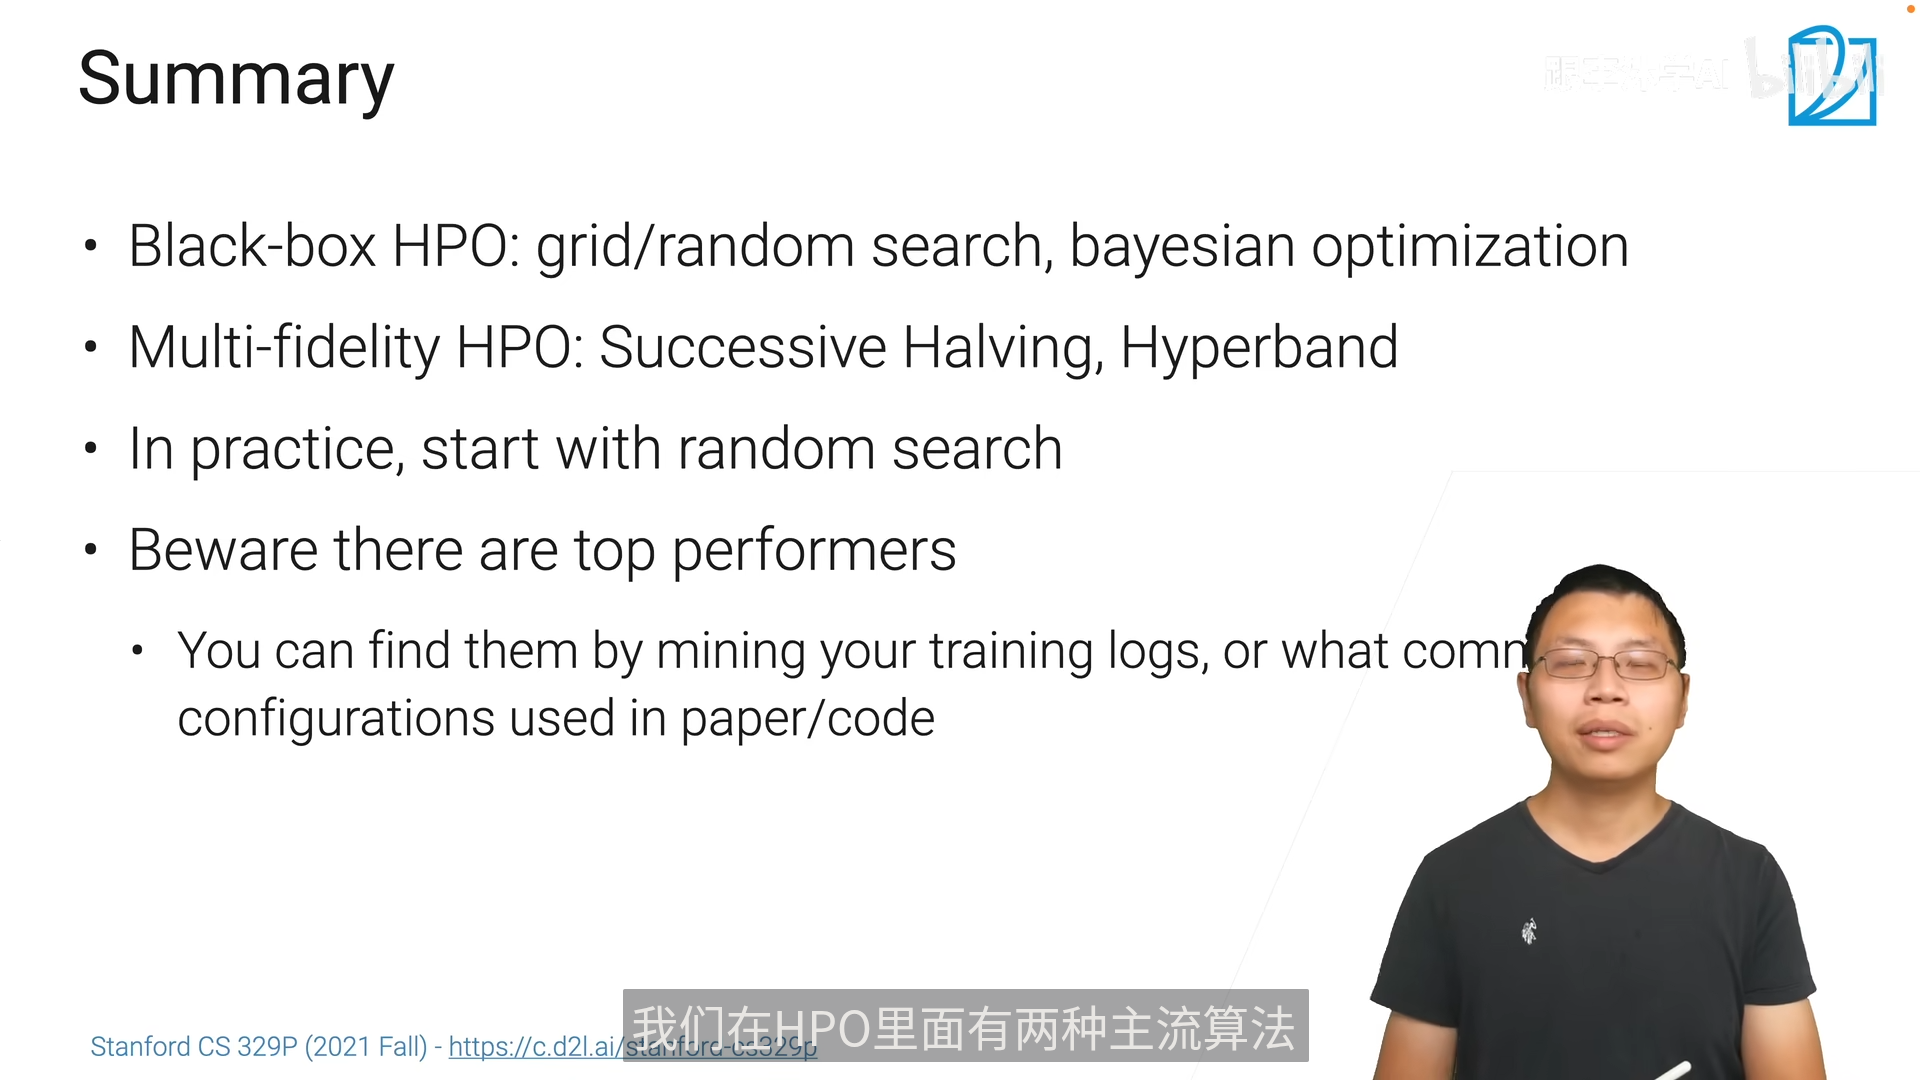 Summary
跟李沐学AI
bilibili
• Black-box HPO: grid/random search, bayesian optimization
• Multi-fidelity HPO: Successive Halving, Hyperband
• In practice, start with random search
• Beware there are top performers
• You can find them by mining your training logs, or what comm
configurations used in paper/code
我们在HPO里面有两种主流算法
Stanford CS 329P (2021 Fall) - https://c.d2l.ai/stanford-cs329p